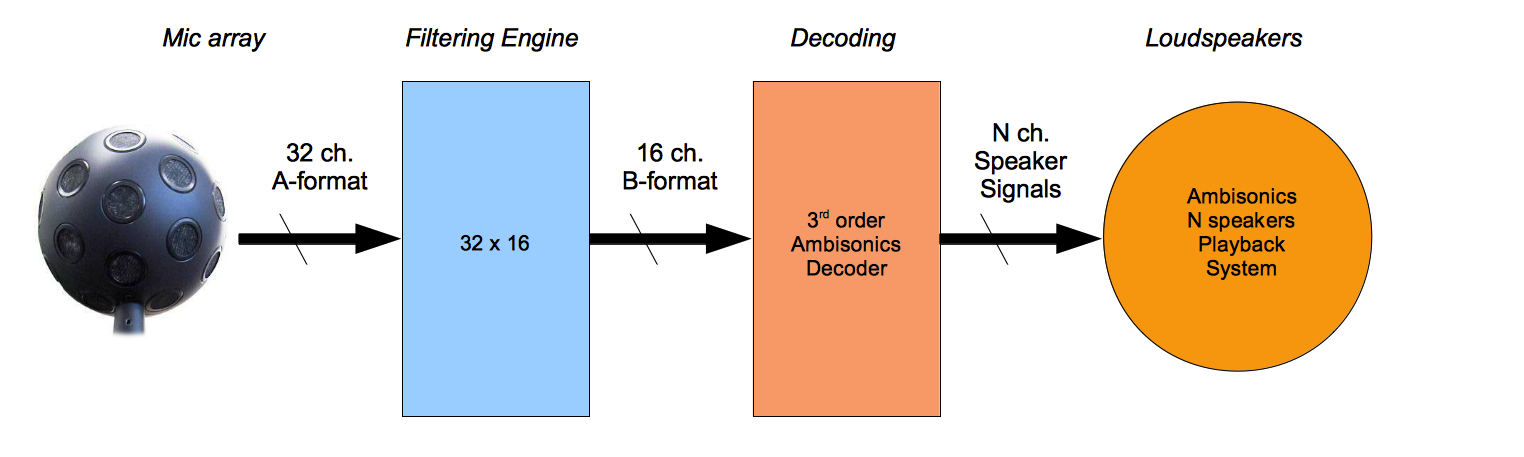 Mic array
Filtering Engine
Decoding
Loudspeakers
32 ch.
A-format
32 x 16
16 ch.
B-format
3rd order
Ambisonics
Decoder
N ch.
Speaker
Signals
Ambisonics
N speakers
Playback
System